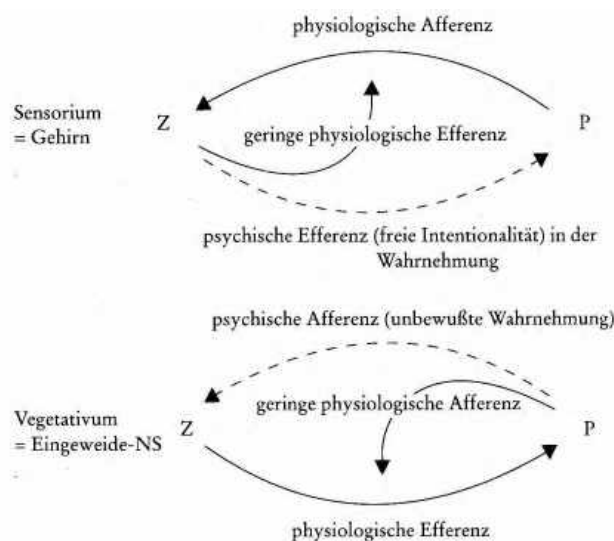 physiologische Afferenz
Sensorium
= Gehirn
Z
geringe physiologische Efferenz
P
psychische Efferenz (freie Intentionalität) in der
Wahrnehmung
psychische Afferenz (unbewußte Wahrnehmung)
Vegetativum
= Eingeweide-NS
Z
geringe physiologische Afferenz
P
physiologische Efferenz